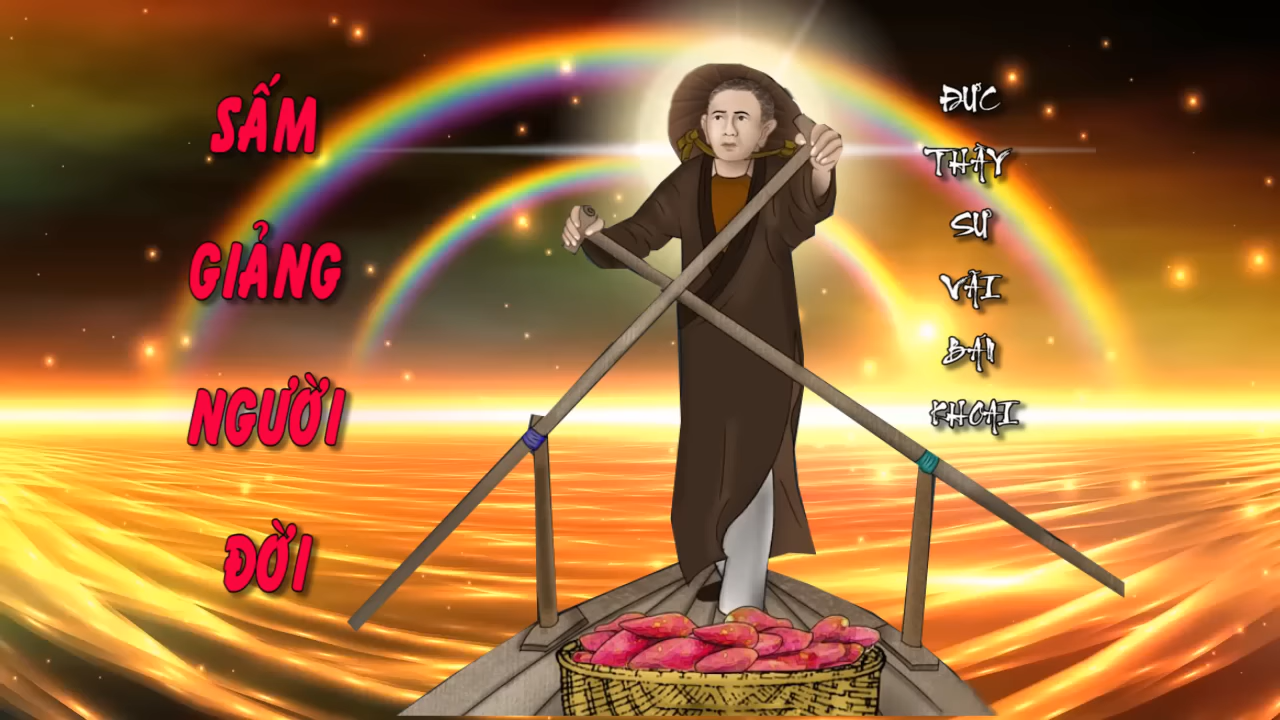 SẤM
GIẢNG
NGƯỜI
ĐỜI
ĐỨC
THẦY
SƯ
VÃI
BÁN
KHOAI